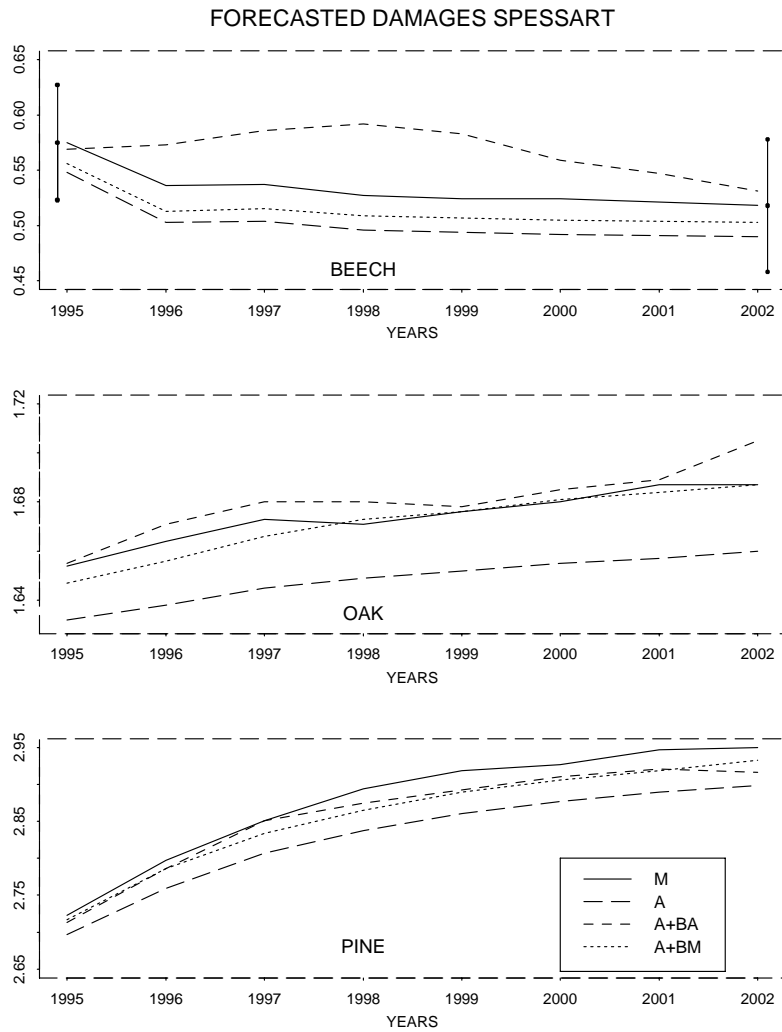 FORECASTED DAMAGES SPESSART
0.65
0.60
0.55
0.50
0.45
BEECH
1995 1996 1997 1998 1999 2000 2001 2002
YEARS
1.72
1.68
1.64
OAK
1995 1996 1997 1998 1999 2000 2001 2002
YEARS
2.95
2.85
2.75
2.65
M
A
A+BA
A+BM
PINE
1995 1996 1997 1998 1999 2000 2001 2002
YEARS